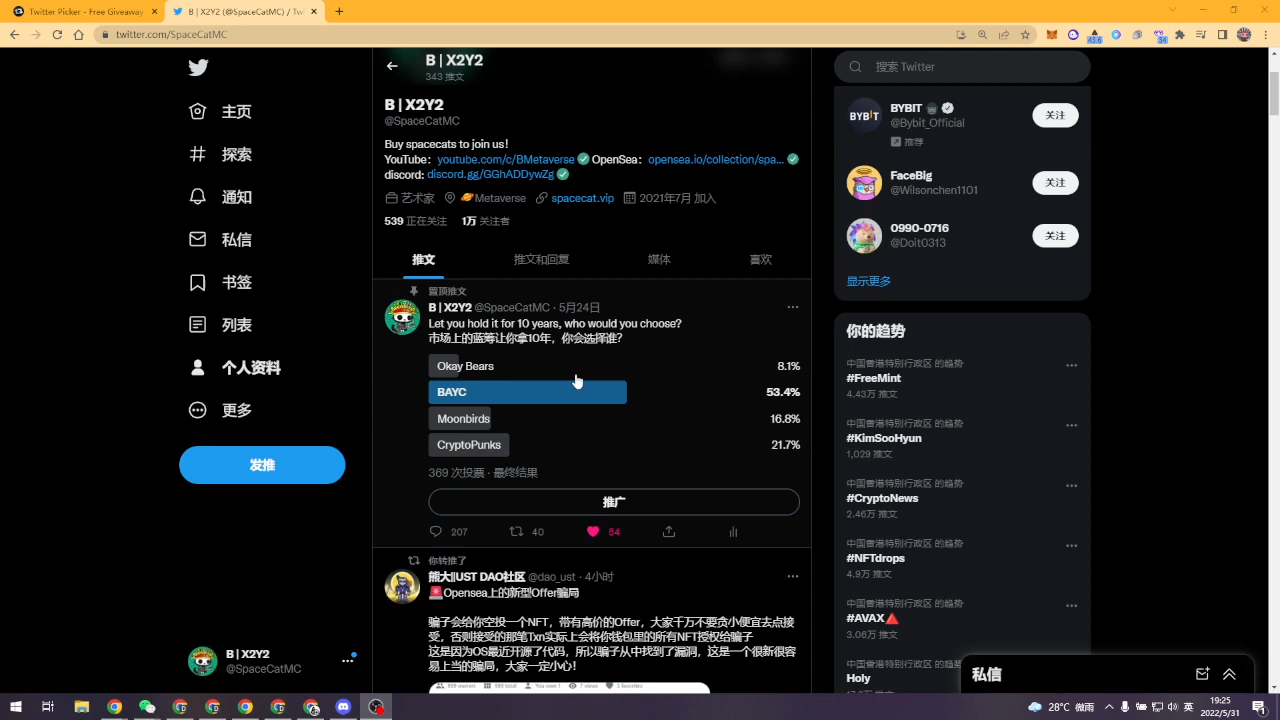 Twitter Picker - Free Giveaway
B | X2Y2 (@SpaceCatMC) / Twi
twitter.com/SpaceCatMC
43.6
34
主页
探索
通知
私信
书签
列表
个人资料
更多
发推
B | X2Y2
@SpaceCatMC
B | X2Y2
343 推文
B | X2Y2
@SpaceCatMC
Buy spacecats to join us!
YouTube: youtube.com/c/BMetaverse OpenSea: opensea.io/collection/spa...
discord: discord.gg/GGhADDywZg
艺术家 Metaverse spacecat.vip 2021年7月 加入
539 正在关注 1万 关注者
推文 推文和回复 媒体 喜欢
置顶推文
B | X2Y2 @SpaceCatMC · 5月24日
Let you hold it for 10 years, who would you choose?
市场上的蓝筹让你拿10年，你会选择谁?
Okay Bears 8.1%
BAYC 53.4%
Moonbirds 16.8%
CryptoPunks 21.7%
369 次投票 · 最终结果
推广
207 40 54
你转推了
熊大||UST DAO社区 @dao_ust · 4小时
Opensea上的新型Offer骗局
骗子会给你空投一个NFT，带有高价的Offer，大家千万不要贪小便宜去点接
受，否则接受的那笔Txn实际上会将你钱包里的所有NFT授权给骗子
这是因为OS最近开源了代码，所以骗子从中找到了漏洞，这是一个很新很容
易上当的骗局，大家一定小心!
搜索 Twitter
BYBIT
@Bybit_Official
推荐
关注
FaceBig
@Wilsonchen1101
关注
0990-0716
@Doit0313
关注
显示更多
你的趋势
中国香港特别行政区 的趋势
#FreeMint
4.43万 推文
中国香港特别行政区 的趋势
#KimSooHyun
1,029 推文
中国香港特别行政区 的趋势
#CryptoNews
2.46万 推文
中国香港特别行政区 的趋势
#NFTdrops
4.9万 推文
中国香港特别行政区 的趋势
#AVAX
3.06万 推文
中国香港特别行政区 的趋势
Holy
私信
28°C 微雨
英
19:25
2022/5/31